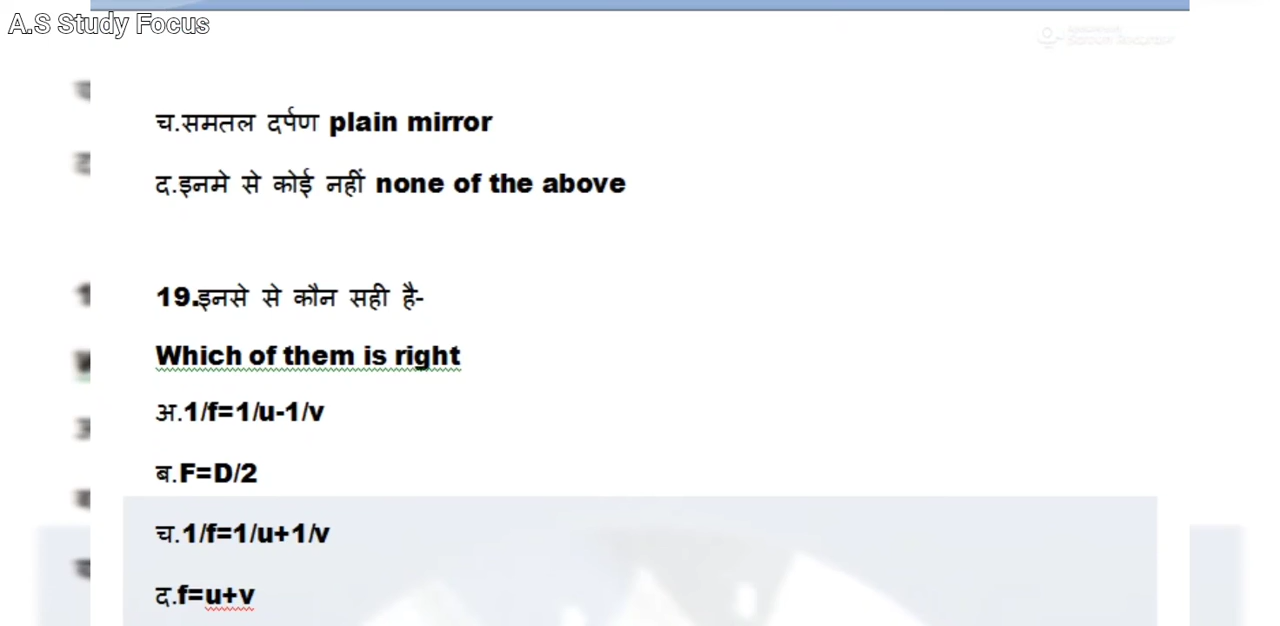 A.S Study Focus
च.समतल दर्पण plain mirror
द.इनमे से कोई नहीं none of the above
19.इनसे से कौन सही है-
Which of them is right
अ.1/f=1/u-1/v
ब.F=D/2
च.1/f=1/u+1/v
द.f=u+v